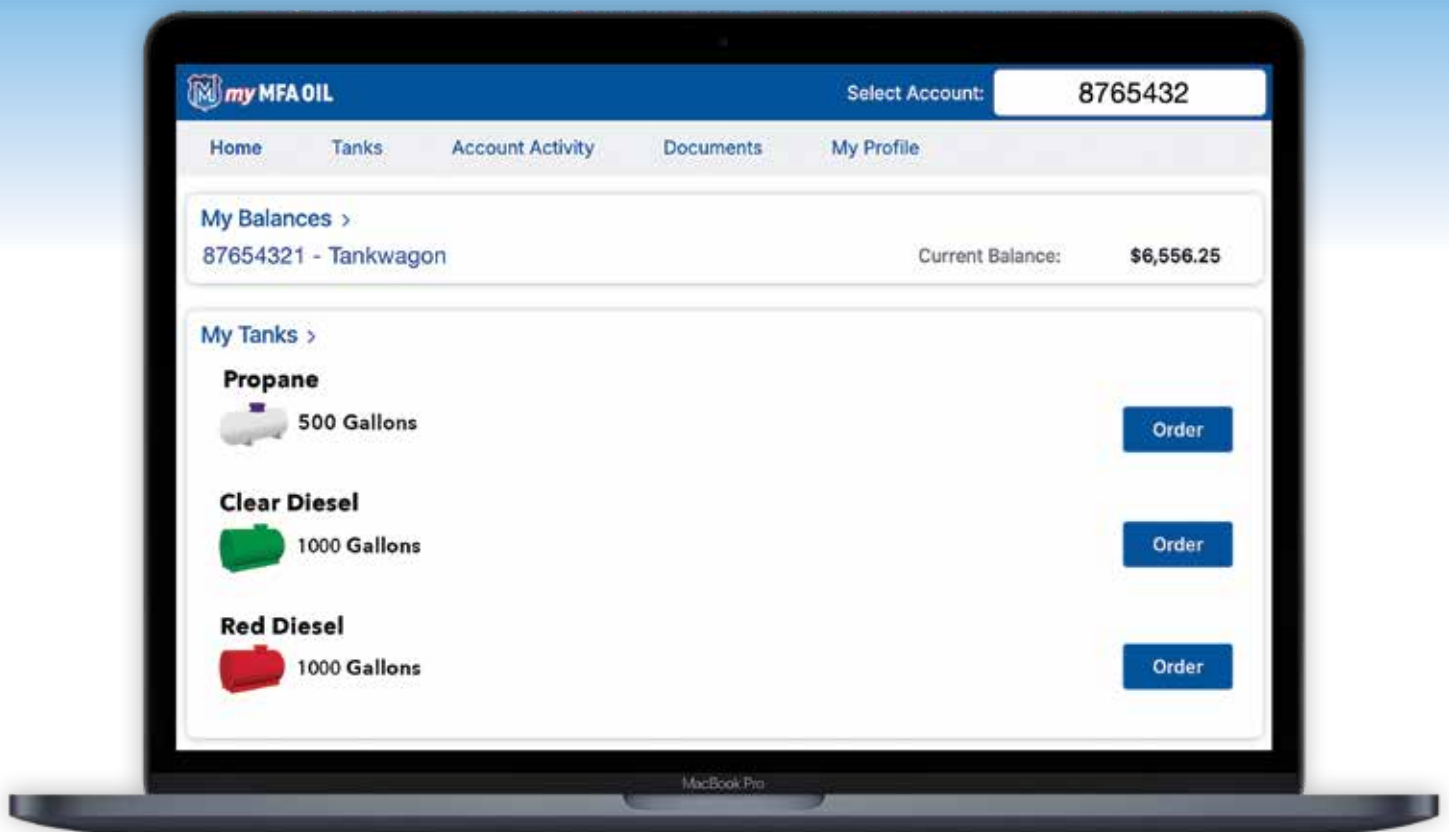 my MFA OIL
Select Account: 8765432
Home Tanks Account Activity Documents My Profile
My Balances >
87654321 - Tankwagon Current Balance: $6,556.25
My Tanks >
Propane
500 Gallons Order
Clear Diesel
1000 Gallons Order
Red Diesel
1000 Gallons Order
MacBook Pro